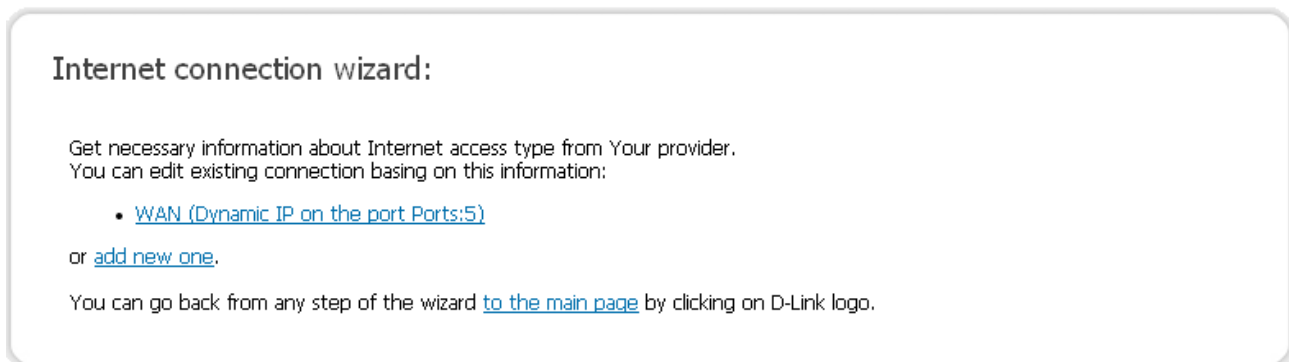 Internet connection wizard:
Get necessary information about Internet access type from Your provider.
You can edit existing connection basing on this information:
• WAN (Dynamic IP on the port Ports:5)
or add new one.
You can go back from any step of the wizard to the main page by clicking on D-Link logo.